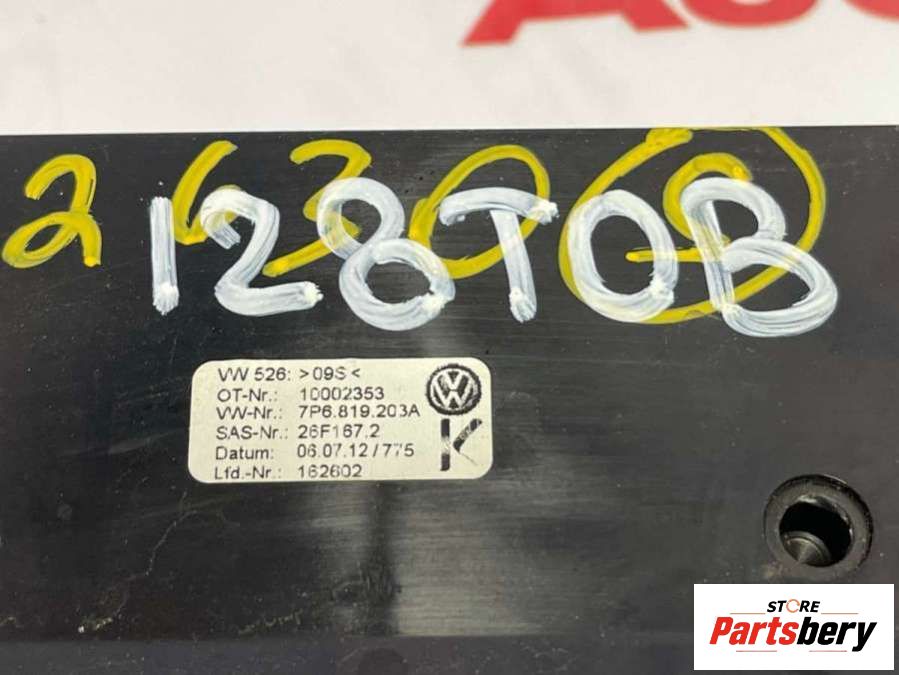 2630
128T0B
VW 526: >09S<
OT-Nr.: 10002353
VW-Nr.: 7P6.819.203A
SAS-Nr.: 26F167.2
Datum: 06.07.12 / 775
Lfd.-Nr.: 162602
K
STORE
Partsbery